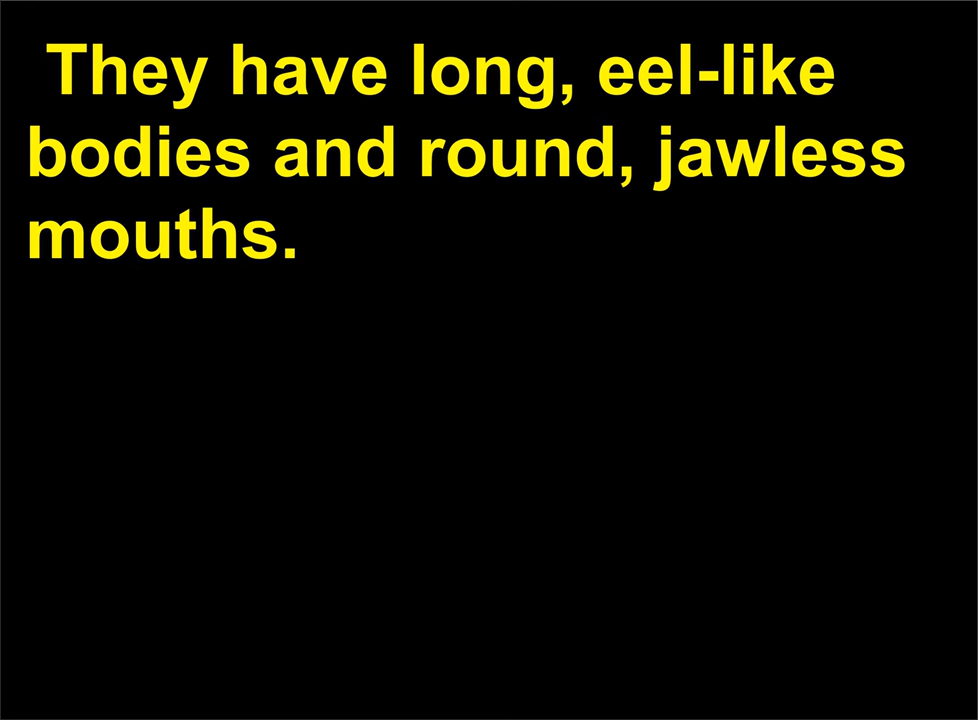 They have long, eel-like
bodies and round, jawless
mouths.